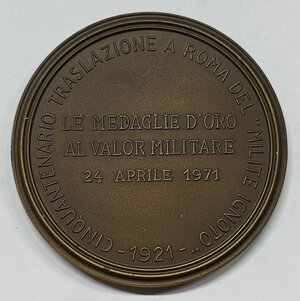 CINQUANTENARIO TRASLAZIONE A ROMA DEL „MILITE IGNOTO„
-1921-
LE MEDAGLIE D'ORO
AL VALOR MILITARE
24 APRILE 1971